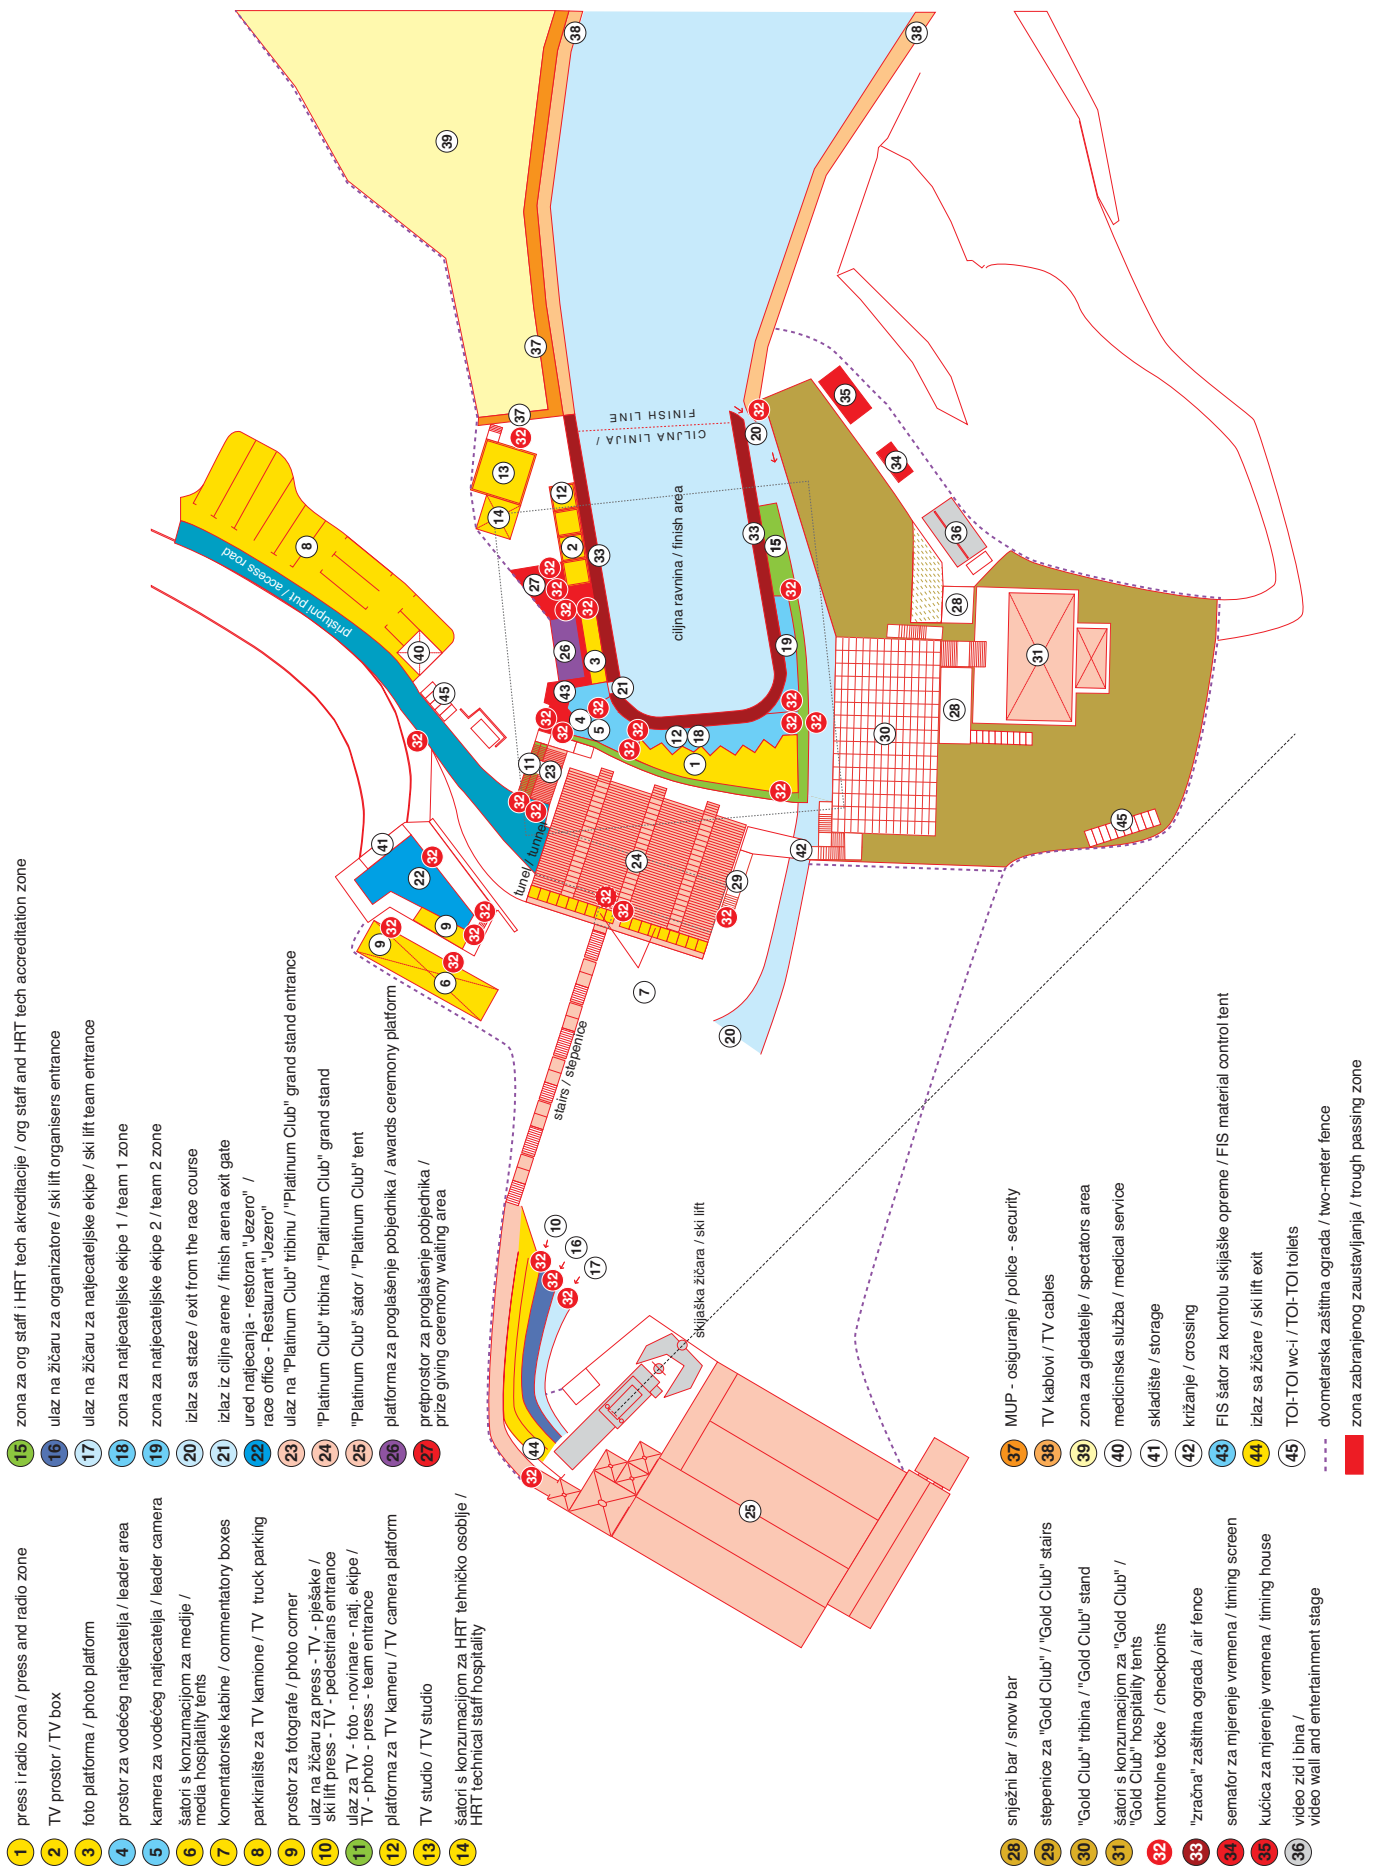 1 press i radio zona / press and radio zone
2 TV prostor / TV box
3 foto platforma / photo platform
4 prostor za vodećeg natjecatelja / leader area
5 kamera za vodećeg natjecatelja / leader camera
6 šatori s konzumacijom za medije /
media hospitality tents
7 komentatorske kabine / commentatory boxes
8 parkiralište za TV kamione / TV truck parking
9 prostor za fotografe / photo corner
10 ulaz na žičaru za press - TV - pješake /
ski lift press - TV - pedestrians entrance
11 ulaz za TV - foto - novinare - natj. ekipe /
TV - photo - press - team entrance
12 platforma za TV kameru / TV camera platform
13 TV studio / TV studio
14 šatori s konzumacijom za HRT tehničko osoblje /
HRT technical staff hospitality
15 zona za org staff i HRT tech akreditacije / org staff and HRT tech accreditation zone
16 ulaz na žičaru za organizatore / ski lift organisers entrance
17 ulaz na žičaru za natjecateljske ekipe / ski lift team entrance
18 zona za natjecateljske ekipe 1 / team 1 zone
19 zona za natjecateljske ekipe 2 / team 2 zone
20 izlaz sa staze / exit from the race course
21 izlaz iz ciljne arene / finish arena exit gate
22 ured natjecanja - restoran "Jezero" /
race office - Restaurant "Jezero"
23 ulaz na "Platinum Club" tribinu / "Platinum Club" grand stand entrance
24 "Platinum Club" tribina / "Platinum Club" grand stand
25 "Platinum Club" šator / "Platinum Club" tent
26 platforma za proglašenje pobjednika / awards ceremony platform
27 pretprostor za proglašenje pobjednika /
prize giving ceremony waiting area
28 snježni bar / snow bar
29 stepenice za "Gold Club" / "Gold Club" stairs
30 "Gold Club" tribina / "Gold Club" stand
31 šatori s konzumacijom za "Gold Club" /
"Gold Club" hospitality tents
32 kontrolne točke / checkpoints
33 "zračna" zaštitna ograda / air fence
34 semafor za mjerenje vremena / timing screen
35 kućica za mjerenje vremena / timing house
36 video zid i bina /
video wall and entertainment stage
37 MUP - osiguranje / police - security
38 TV kablovi / TV cables
39 zona za gledatelje / spectators area
40 medicinska služba / medical service
41 skladište / storage
42 križanje / crossing
43 FIS šator za kontrolu skijaške opreme / FIS material control tent
44 izlaz sa žičare / ski lift exit
45 TOI-TOI wc-i / TOI-TOI toilets
dvometarska zaštitna ograda / two-meter fence
zona zabranjenog zaustavljanja / trough passing zone
pristupni put / access road
tunel / tunnel
stairs / stepenice
skijaška žičara / ski lift
ciljna ravnina / finish area
CILJNA LINIJA /
FINISH LINE